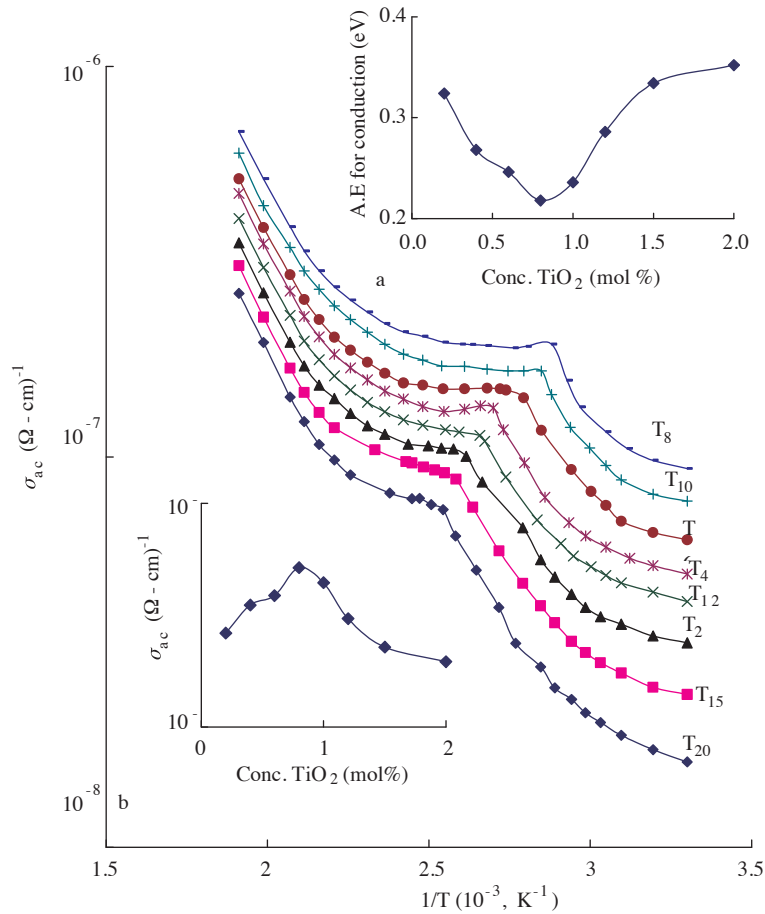 10⁻⁶
0.4
0.3
0.2
A.E for conduction (eV)
0.0 0.5 1.0 1.5 2.0
a
Conc. TiO₂ (mol %)
10⁻⁷
σ_ac (Ω - cm)⁻¹
T₈
T₁₀
T
T₄
T₁₂
T₂
T₁₅
T₂₀
10⁻
σ_ac (Ω - cm)⁻¹
10⁻
0 1 2
Conc. TiO₂ (mol%)
10⁻⁸
b
1.5 2 2.5 3 3.5
1/T (10⁻³, K⁻¹)